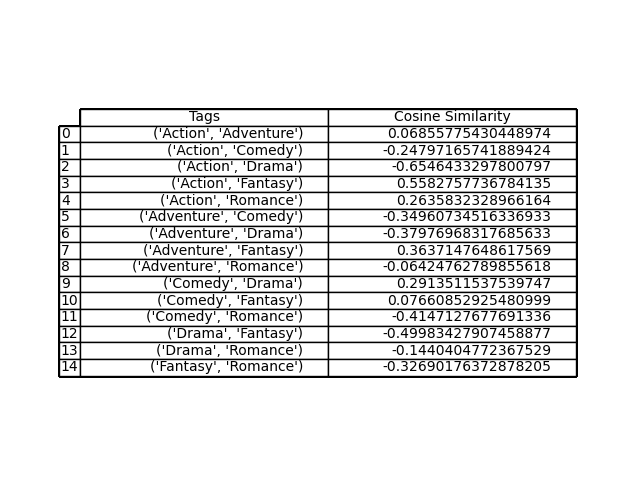 Tags Cosine Similarity
0 ('Action', 'Adventure') 0.06855775430448974
1 ('Action', 'Comedy') -0.24797165741889424
2 ('Action', 'Drama') -0.6546433297800797
3 ('Action', 'Fantasy') 0.5582757736784135
4 ('Action', 'Romance') 0.2635832328966164
5 ('Adventure', 'Comedy') -0.34960734516336933
6 ('Adventure', 'Drama') -0.37976968317685633
7 ('Adventure', 'Fantasy') 0.3637147648617569
8 ('Adventure', 'Romance') -0.06424762789855618
9 ('Comedy', 'Drama') 0.2913511537539747
10 ('Comedy', 'Fantasy') 0.07660852925480999
11 ('Comedy', 'Romance') -0.4147127677691336
12 ('Drama', 'Fantasy') -0.49983427907458877
13 ('Drama', 'Romance') -0.1440404772367529
14 ('Fantasy', 'Romance') -0.32690176372878205